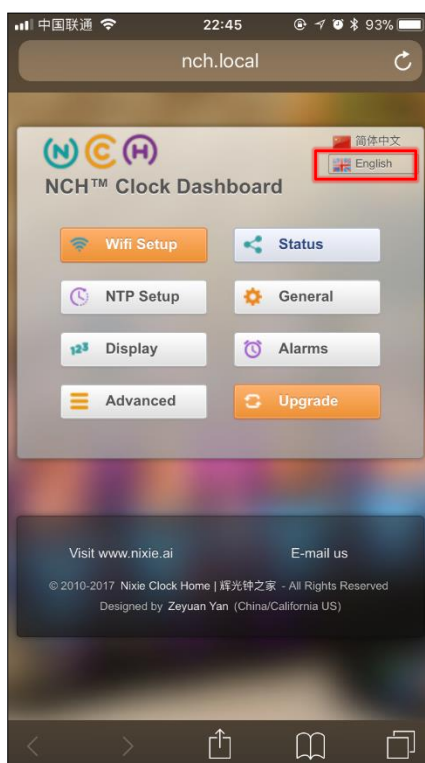 中国联通 22:45 93%
nch.local
简体中文
English
N C H
NCH™ Clock Dashboard
Wifi Setup Status
NTP Setup General
123 Display Alarms
Advanced Upgrade
Visit www.nixie.ai E-mail us
© 2010-2017 Nixie Clock Home | 辉光钟之家 - All Rights Reserved
Designed by Zeyuan Yan (China/California US)